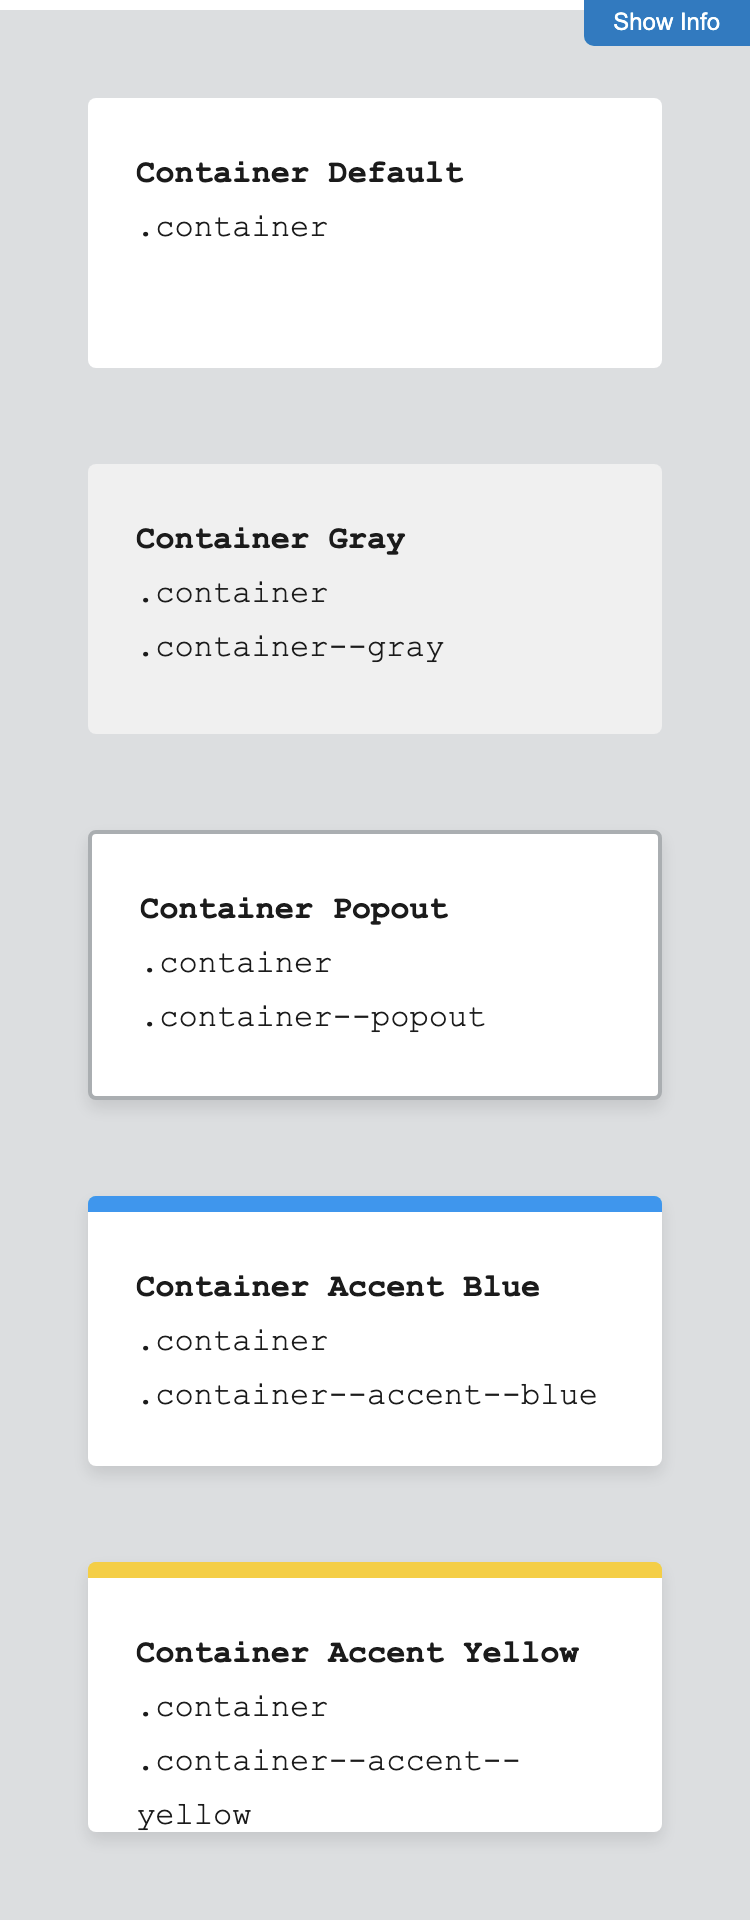 Show Info
Container Default
.container
Container Gray
.container
.container--gray
Container Popout
.container
.container--popout
Container Accent Blue
.container
.container--accent--blue
Container Accent Yellow
.container
.container--accent--
yellow